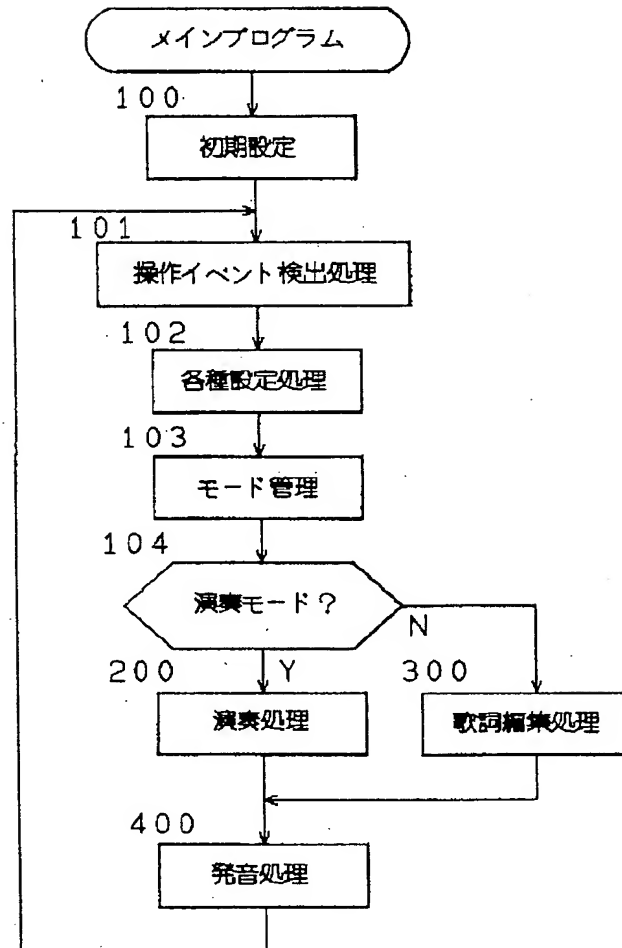 メインプログラム
100
初期設定
101
操作イベント検出処理
102
各種設定処理
103
モード管理
104
演奏モード？
N
200
Y
300
演奏処理
歌詞編集処理
400
発音処理